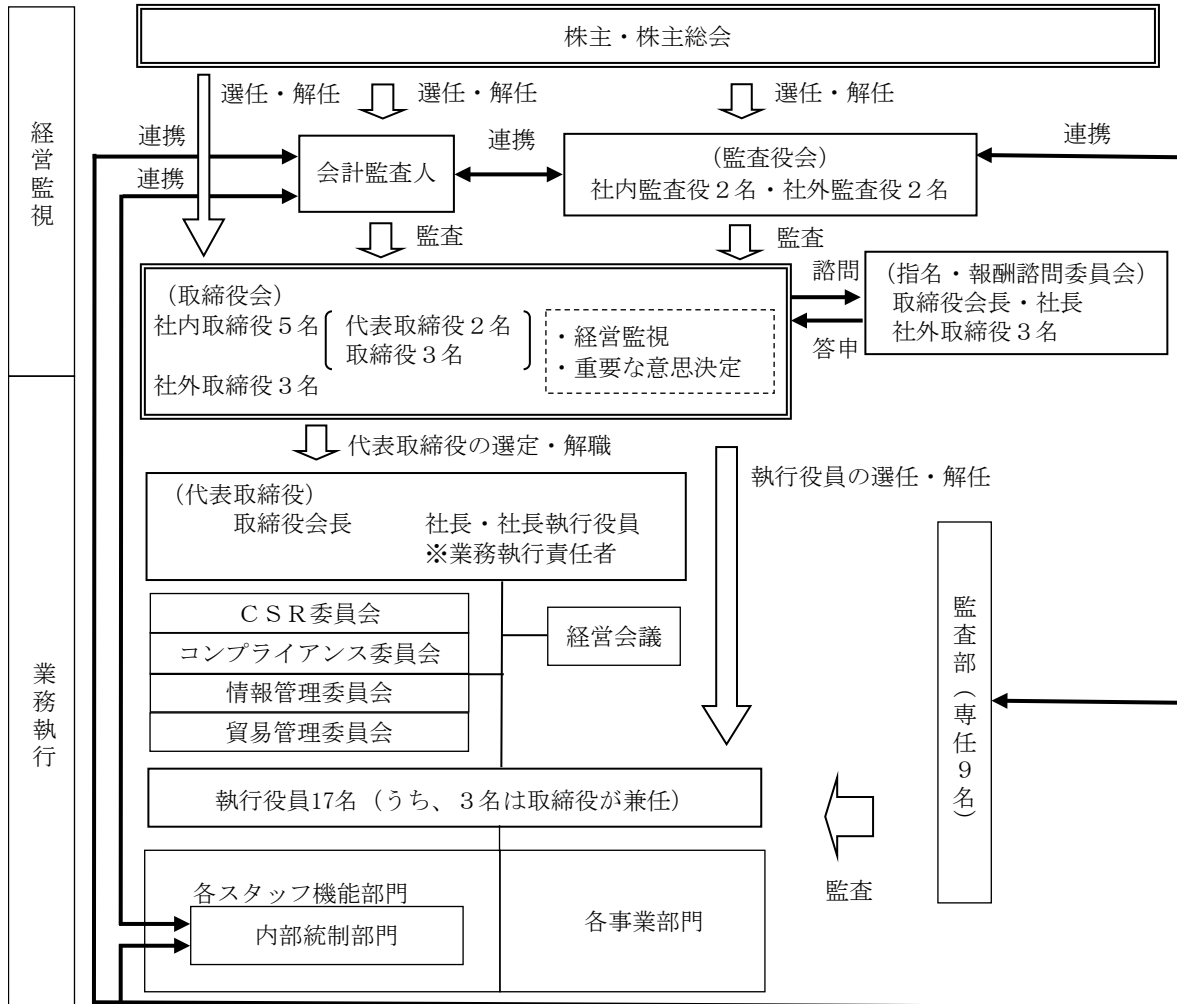 株主・株主総会
選任・解任
選任・解任
選任・解任
経営監視
連携
連携
会計監査人
連携
（監査役会）
社内監査役２名・社外監査役２名
連携
監査
監査
（取締役会）
社内取締役５名
代表取締役２名
取締役３名
社外取締役３名
・経営監視
・重要な意思決定
諮問
答申
（指名・報酬諮問委員会）
取締役会長・社長
社外取締役３名
代表取締役の選定・解職
執行役員の選任・解任
業務執行
（代表取締役）
取締役会長　社長・社長執行役員
※業務執行責任者
ＣＳＲ委員会
コンプライアンス委員会
情報管理委員会
貿易管理委員会
経営会議
監査部（専任９名）
執行役員17名（うち、３名は取締役が兼任）
監査
各スタッフ機能部門
内部統制部門
各事業部門